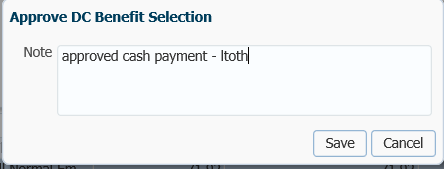 Approve DC Benefit Selection
Note
approved cash payment - ltoth
Save Cancel